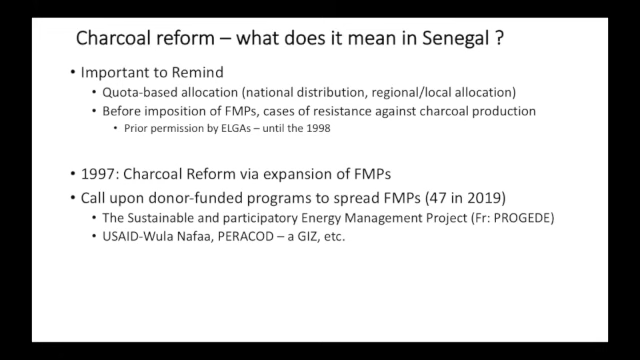 Charcoal reform – what does it mean in Senegal ?
• Important to Remind
• Quota-based allocation (national distribution, regional/local allocation)
• Before imposition of FMPs, cases of resistance against charcoal production
• Prior permission by ELGAs – until the 1998
• 1997: Charcoal Reform via expansion of FMPs
• Call upon donor-funded programs to spread FMPs (47 in 2019)
• The Sustainable and participatory Energy Management Project (Fr: PROGEDE)
• USAID-Wula Nafaa, PERACOD – a GIZ, etc.